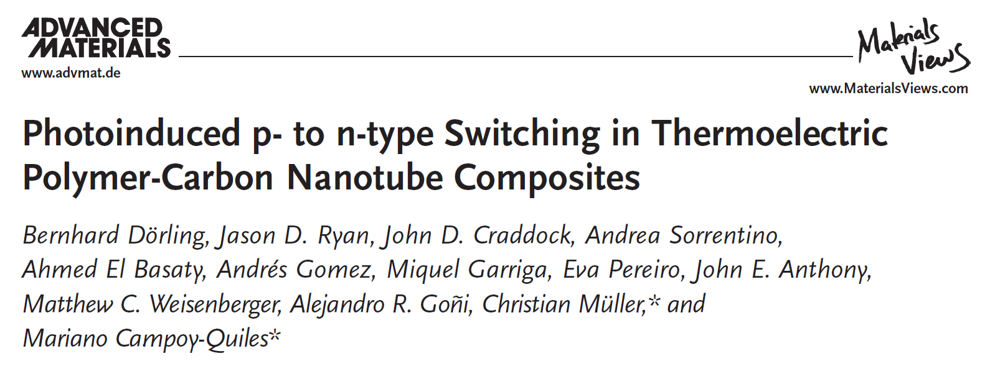 ADVANCED
MATERIALS
www.advmat.de
Materials
Views
www.MaterialsViews.com
Photoinduced p- to n-type Switching in Thermoelectric
Polymer-Carbon Nanotube Composites
Bernhard Dörling, Jason D. Ryan, John D. Craddock, Andrea Sorrentino,
Ahmed El Basaty, Andrés Gomez, Miquel Garriga, Eva Pereiro, John E. Anthony,
Matthew C. Weisenberger, Alejandro R. Goñi, Christian Müller,* and
Mariano Campoy-Quiles*